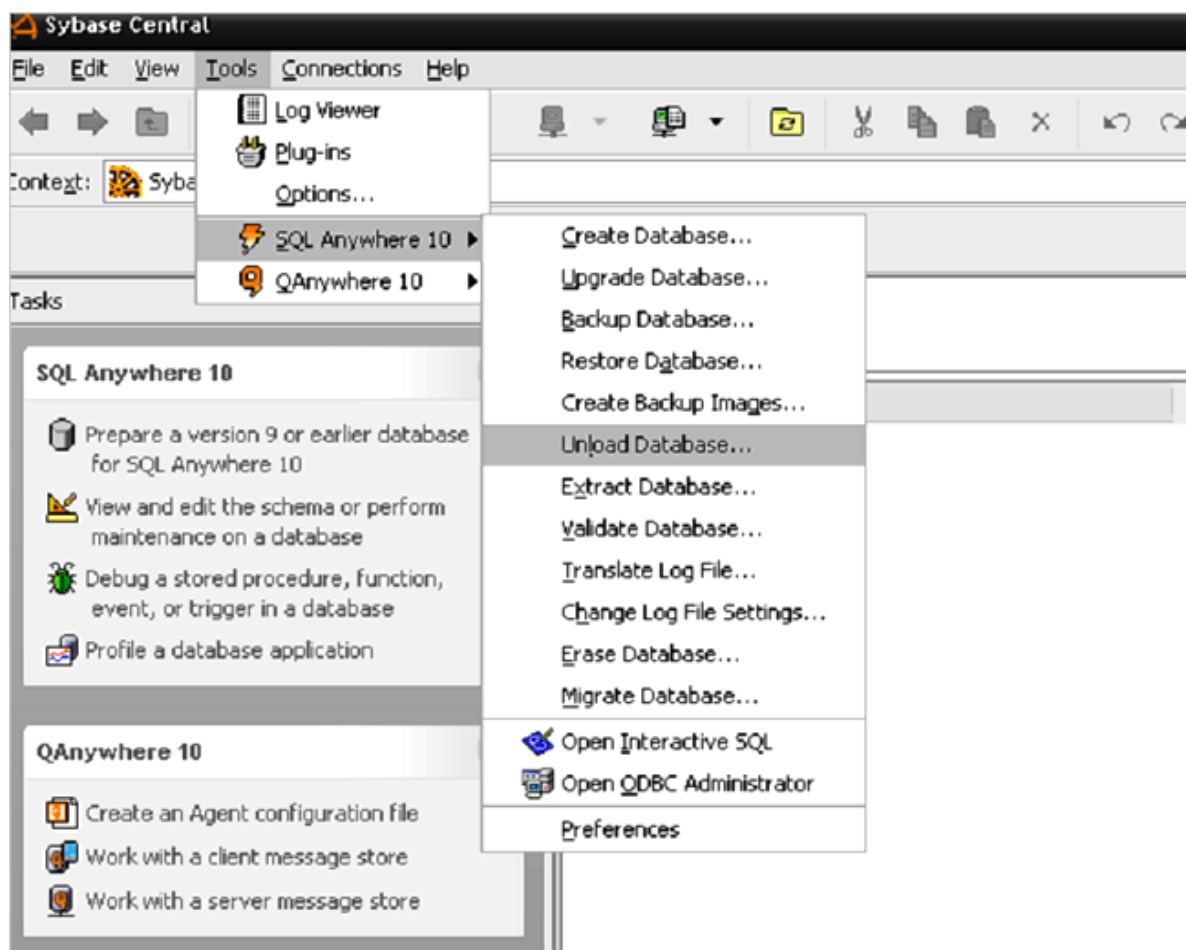 Sybase Central
File Edit View Tools Connections Help
Log Viewer
Plug-ins
Options...
Context: Syba
SQL Anywhere 10
QAnywhere 10
Create Database...
Upgrade Database...
Backup Database...
Restore Database...
Create Backup Images...
Unload Database...
Extract Database...
Validate Database...
Translate Log File...
Change Log File Settings...
Erase Database...
Migrate Database...
Open Interactive SQL
Open ODBC Administrator
Preferences
Tasks
SQL Anywhere 10
Prepare a version 9 or earlier database
for SQL Anywhere 10
View and edit the schema or perform
maintenance on a database
Debug a stored procedure, function,
event, or trigger in a database
Profile a database application
QAnywhere 10
Create an Agent configuration file
Work with a client message store
Work with a server message store